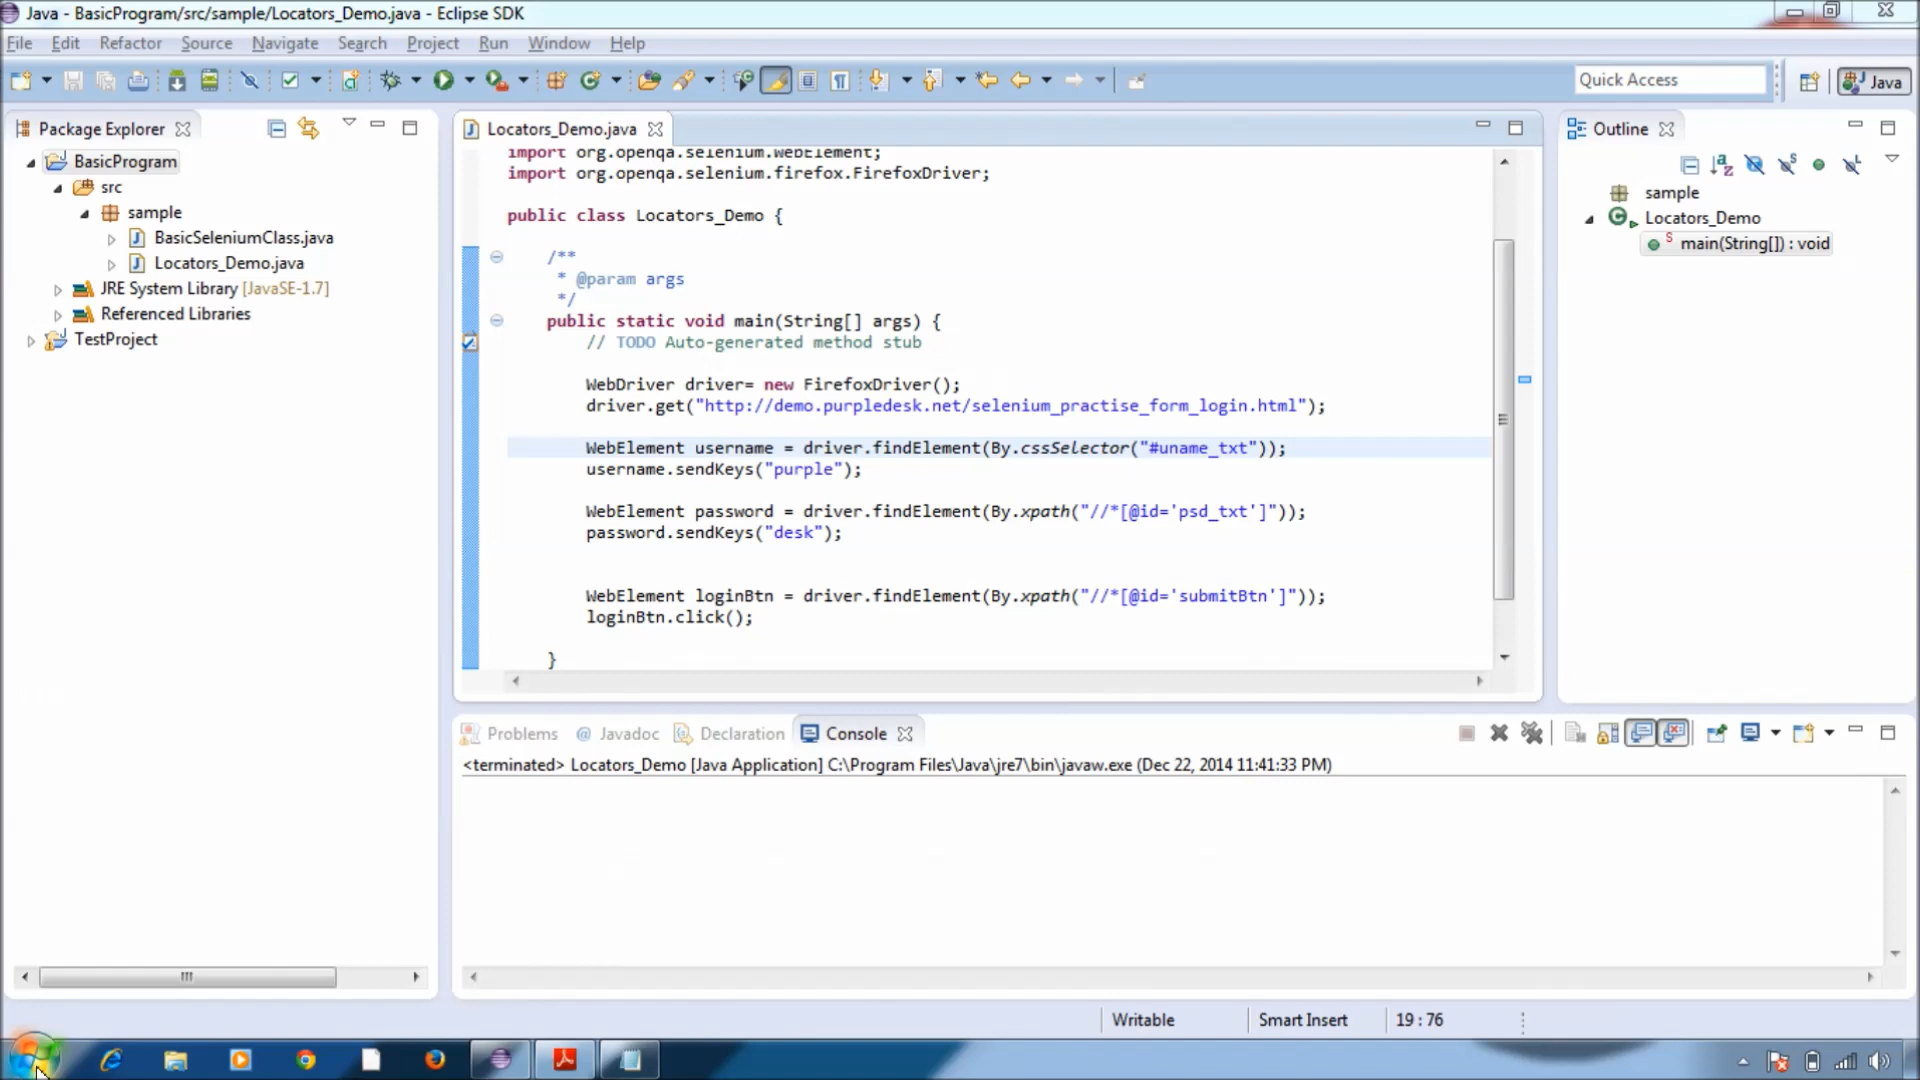 Java - BasicProgram/src/sample/Locators_Demo.java - Eclipse SDK
File Edit Refactor Source Navigate Search Project Run Window Help
Quick Access
Java
Package Explorer
BasicProgram
src
sample
BasicSeleniumClass.java
Locators_Demo.java
JRE System Library [JavaSE-1.7]
Referenced Libraries
TestProject
Locators_Demo.java
import org.openqa.selenium.WebElement;
import org.openqa.selenium.firefox.FirefoxDriver;
public class Locators_Demo {
/**
* @param args
*/
public static void main(String[] args) {
// TODO Auto-generated method stub
WebDriver driver= new FirefoxDriver();
driver.get("http://demo.purpledesk.net/selenium_practise_form_login.html");
WebElement username = driver.findElement(By.cssSelector("#uname_txt"));
username.sendKeys("purple");
WebElement password = driver.findElement(By.xpath("//*[@id='psd_txt']"));
password.sendKeys("desk");
WebElement loginBtn = driver.findElement(By.xpath("//*[@id='submitBtn']"));
loginBtn.click();
}
Outline
sample
Locators_Demo
main(String[]) : void
Problems @ Javadoc Declaration Console
<terminated> Locators_Demo [Java Application] C:\Program Files\Java\jre7\bin\javaw.exe (Dec 22, 2014 11:41:33 PM)
Writable Smart Insert 19 : 76